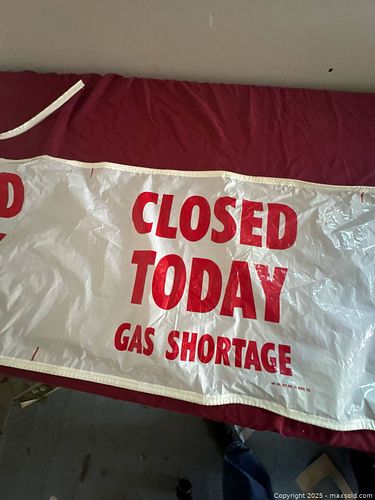 D
CLOSED
TODAY
GAS SHORTAGE
Copyright 2025 - maxsold.com